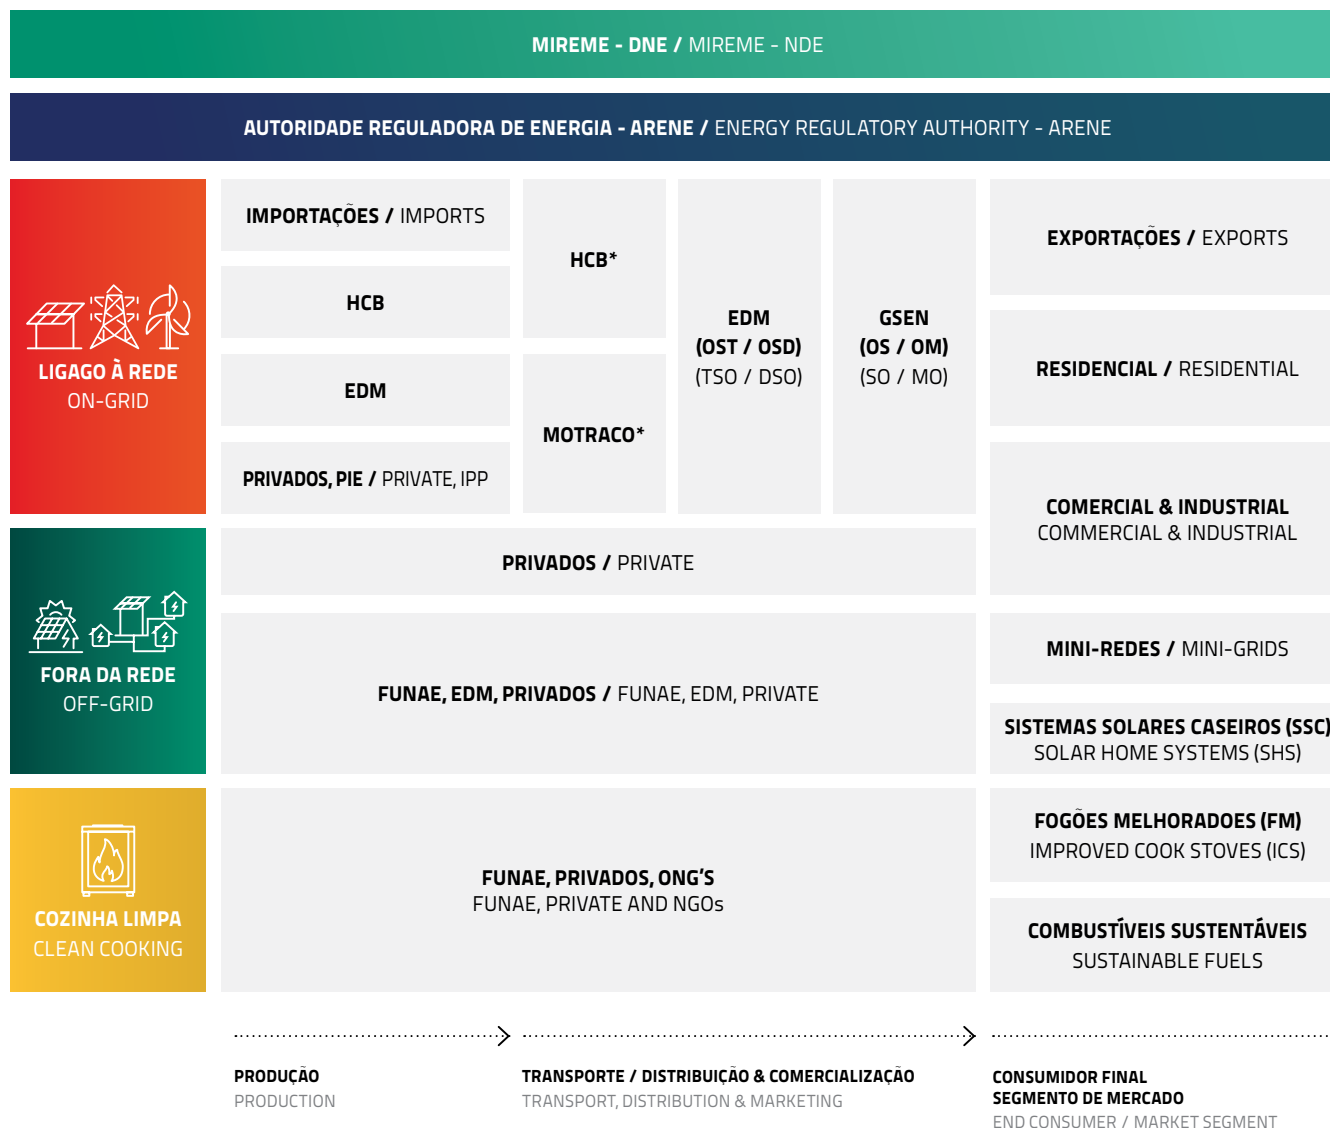 MIREME - DNE / MIREME - NDE
AUTORIDADE REGULADORA DE ENERGIA - ARENE / ENERGY REGULATORY AUTHORITY - ARENE
LIGAGO À REDE
ON-GRID
IMPORTAÇÕES / IMPORTS
HCB
EDM
PRIVADOS, PIE / PRIVATE, IPP
HCB*
MOTRACO*
EDM
(OST / OSD)
(TSO / DSO)
GSEN
(OS / OM)
(SO / MO)
EXPORTAÇÕES / EXPORTS
RESIDENCIAL / RESIDENTIAL
COMERCIAL & INDUSTRIAL
COMMERCIAL & INDUSTRIAL
FORA DA REDE
OFF-GRID
PRIVADOS / PRIVATE
FUNAE, EDM, PRIVADOS / FUNAE, EDM, PRIVATE
MINI-REDES / MINI-GRIDS
SISTEMAS SOLARES CASEIROS (SSC)
SOLAR HOME SYSTEMS (SHS)
COZINHA LIMPA
CLEAN COOKING
FUNAE, PRIVADOS, ONG'S
FUNAE, PRIVATE AND NGOs
FOGÕES MELHORADOES (FM)
IMPROVED COOK STOVES (ICS)
COMBUSTÍVEIS SUSTENTÁVEIS
SUSTAINABLE FUELS
PRODUÇÃO
PRODUCTION
TRANSPORTE / DISTRIBUIÇÃO & COMERCIALIZAÇÃO
TRANSPORT, DISTRIBUTION & MARKETING
CONSUMIDOR FINAL
SEGMENTO DE MERCADO
END CONSUMER / MARKET SEGMENT